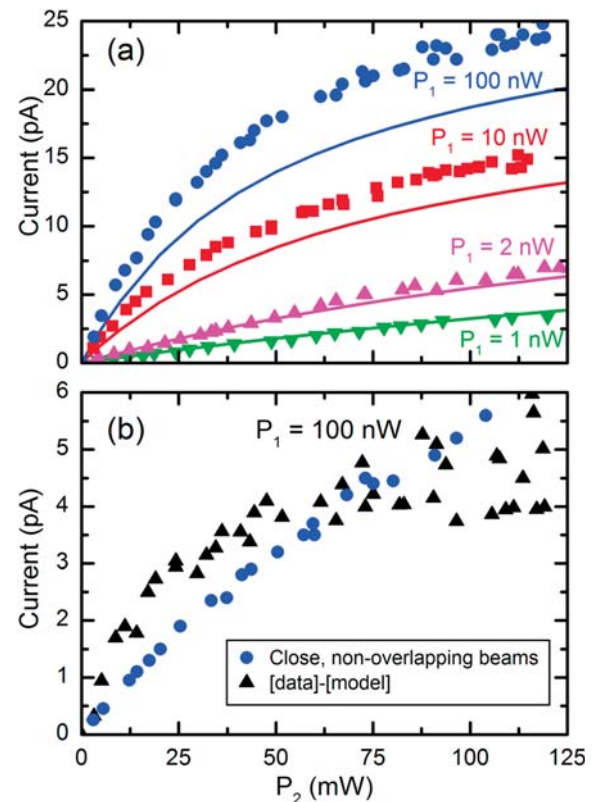 25
(a)
20
P1 = 100 nW
15
P1 = 10 nW
Current (pA)
10
P1 = 2 nW
5
P1 = 1 nW
0
6
(b)
P1 = 100 nW
5
4
Current (pA)
3
2
Close, non-overlapping beams
1
[data]-[model]
0
0 25 50 75 100 125
P2 (mW)